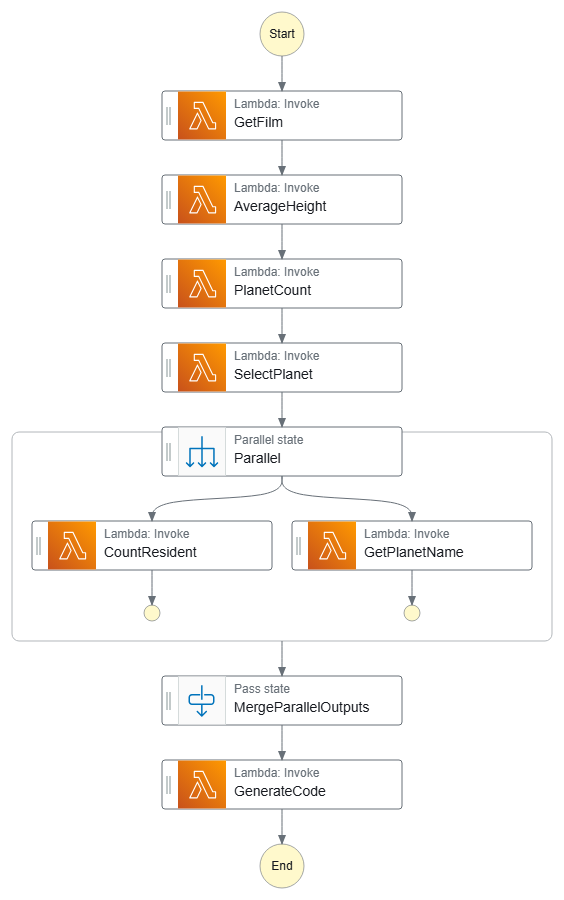 Start
Lambda: Invoke
GetFilm
Lambda: Invoke
AverageHeight
Lambda: Invoke
PlanetCount
Lambda: Invoke
SelectPlanet
Parallel state
Parallel
Lambda: Invoke
CountResident
Lambda: Invoke
GetPlanetName
Pass state
MergeParallelOutputs
Lambda: Invoke
GenerateCode
End